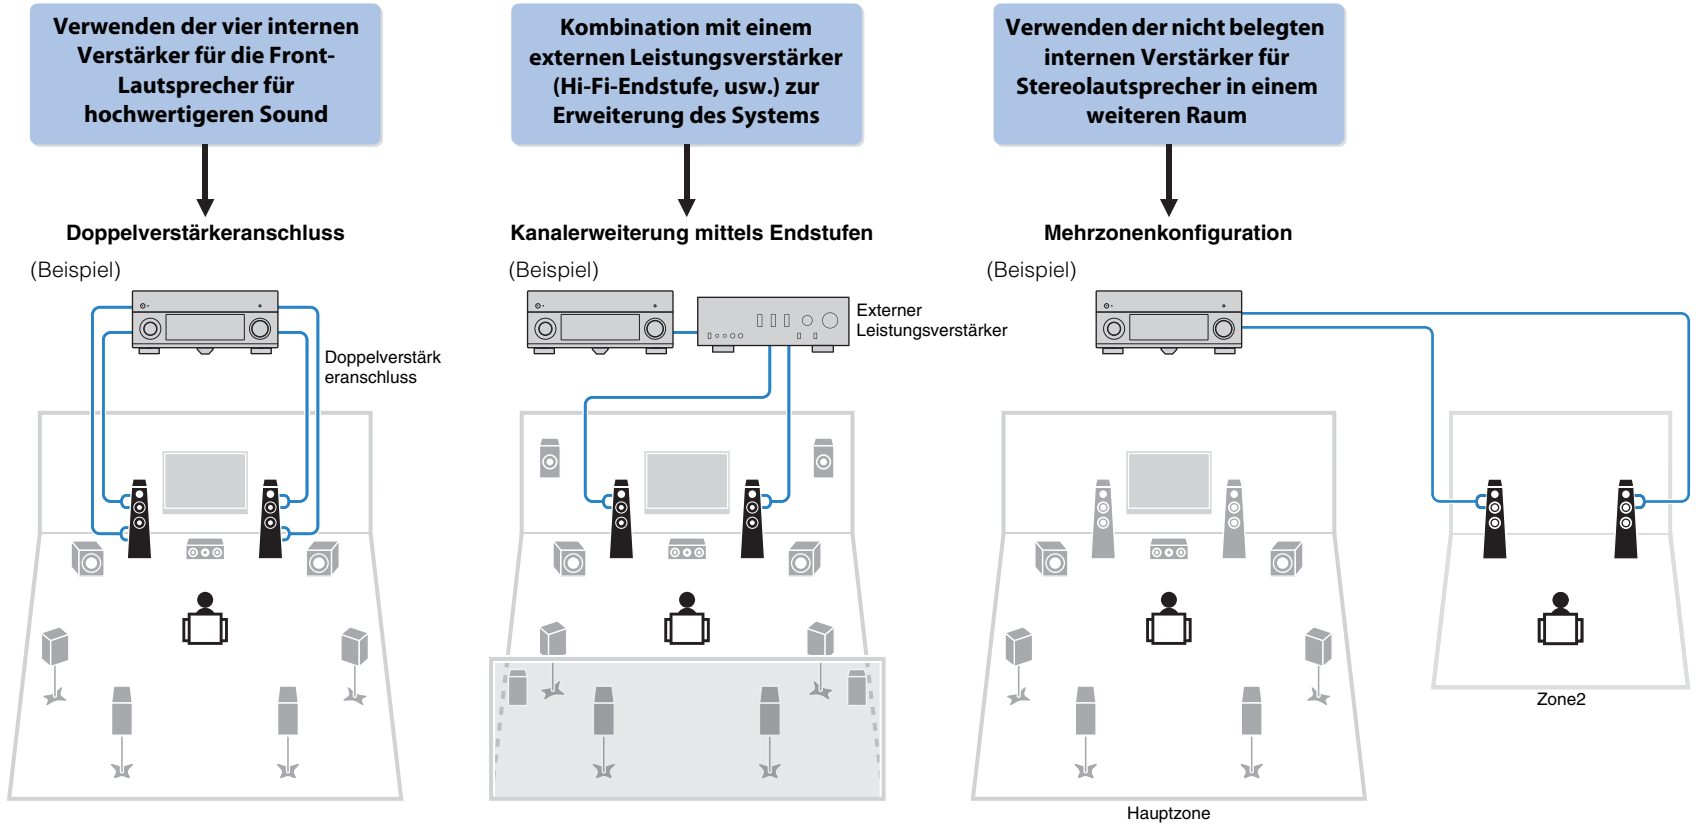 Verwenden der vier internen
Verstärker für die Front-
Lautsprecher für
hochwertigeren Sound
Doppelverstärkeranschluss
(Beispiel)
Doppelverstärk
eranschluss
Kombination mit einem
externen Leistungsverstärker
(Hi-Fi-Endstufe, usw.) zur
Erweiterung des Systems
Kanalerweiterung mittels Endstufen
(Beispiel)
Externer
Leistungsverstärker
Verwenden der nicht belegten
internen Verstärker für
Stereolautsprecher in einem
weiteren Raum
Mehrzonenkonfiguration
(Beispiel)
Zone2
Hauptzone